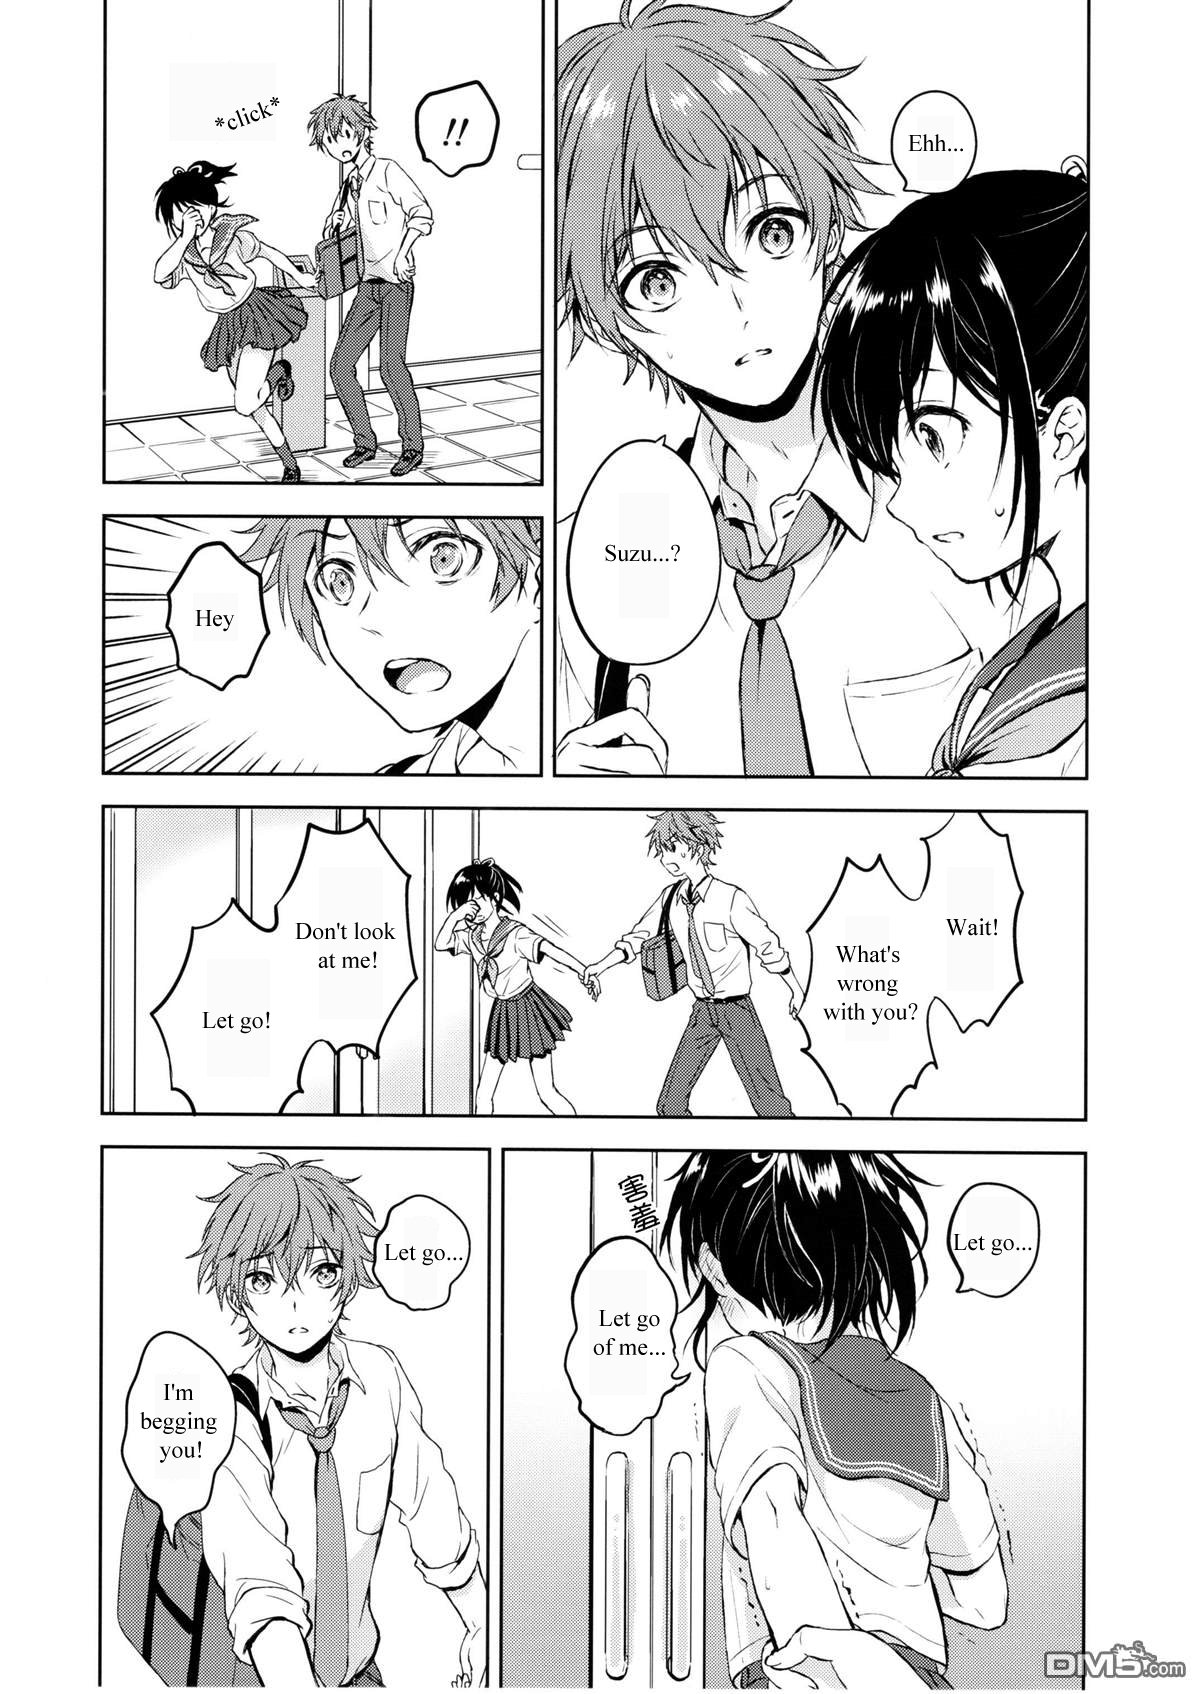 Ehh...
Suzu...?
*click*
!!
Hey
Wait!
What's
wrong
with you?
Don't look
at me!
Let go!
Let go...
害羞
Let go
of me...
Let go...
I'm
begging
you!
DM5.com